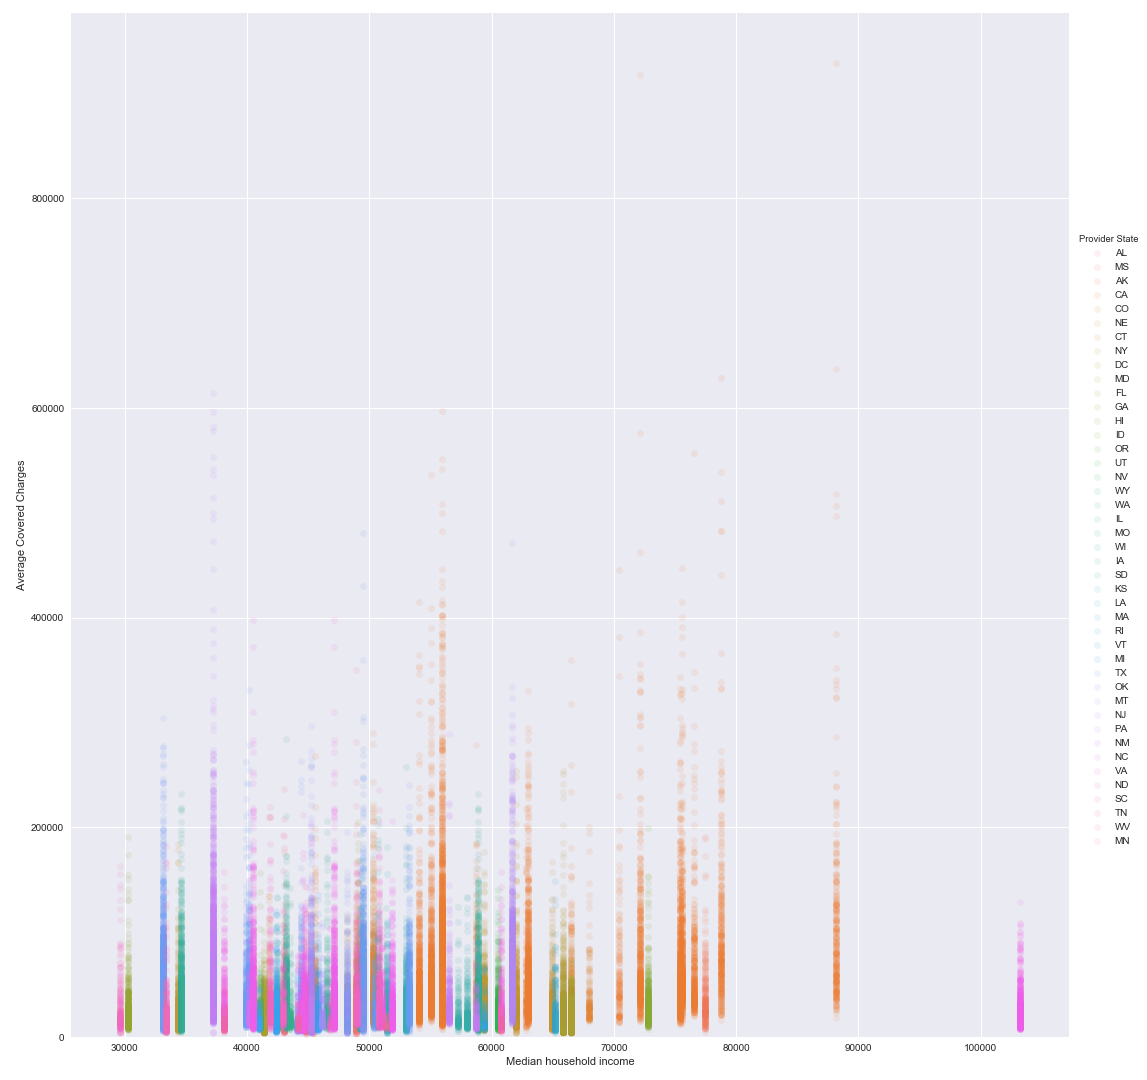 800000
600000
400000
200000
0
Average Covered Charges
30000 40000 50000 60000 70000 80000 90000 100000
Median household income
Provider State
AL
MS
AK
CA
CO
NE
CT
NY
DC
MD
FL
GA
HI
ID
OR
UT
NV
WY
WA
IL
MO
WI
IA
SD
KS
LA
MA
RI
VT
MI
TX
OK
MT
NJ
PA
NM
NC
VA
ND
SC
TN
WV
MN